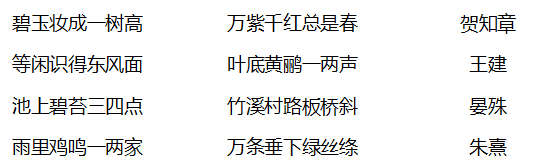 碧玉妆成一树高 万紫千红总是春 贺知章
等闲识得东风面 叶底黄鹂一两声 王建
池上碧苔三四点 竹溪村路板桥斜 晏殊
雨里鸡鸣一两家 万条垂下绿丝绦 朱熹